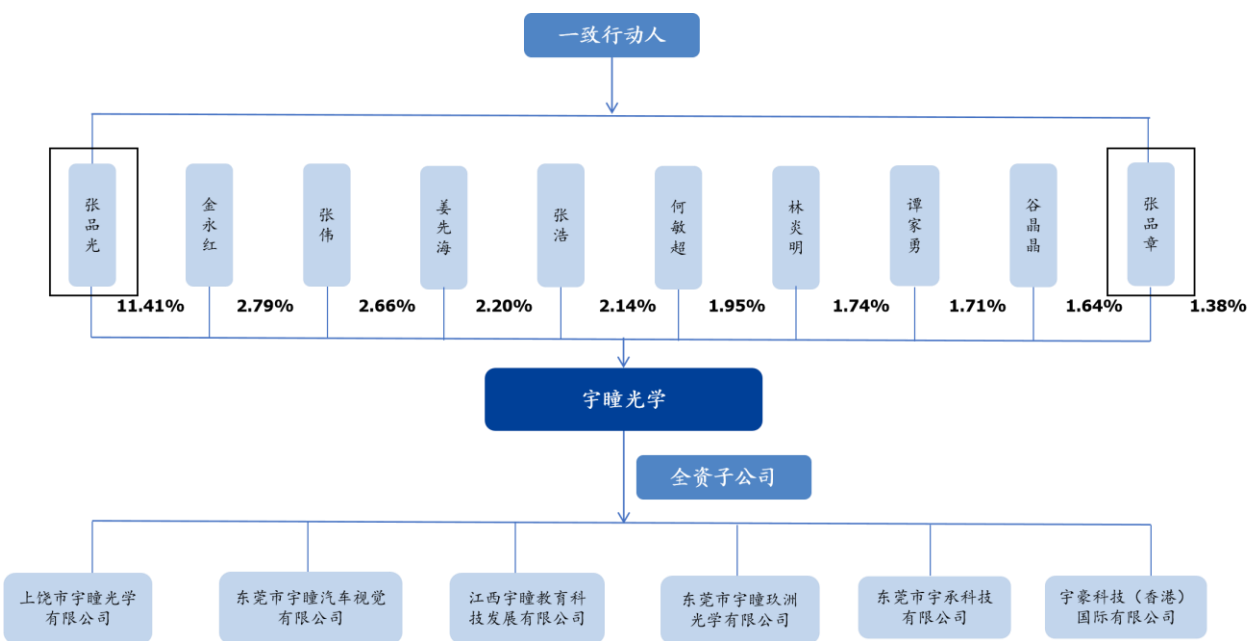 一致行动人
张品光
金永红
张伟
姜先海
张浩
何敏超
林炎明
谭家勇
谷晶晶
张品章
11.41%
2.79%
2.66%
2.20%
2.14%
1.95%
1.74%
1.71%
1.64%
1.38%
宇瞳光学
全资子公司
上饶市宇瞳光学
有限公司
东莞市宇瞳汽车视觉
有限公司
江西宇瞳教育科
技发展有限公司
东莞市宇瞳玖洲
光学有限公司
东莞市宇承科技
有限公司
宇豪科技（香港）
国际有限公司